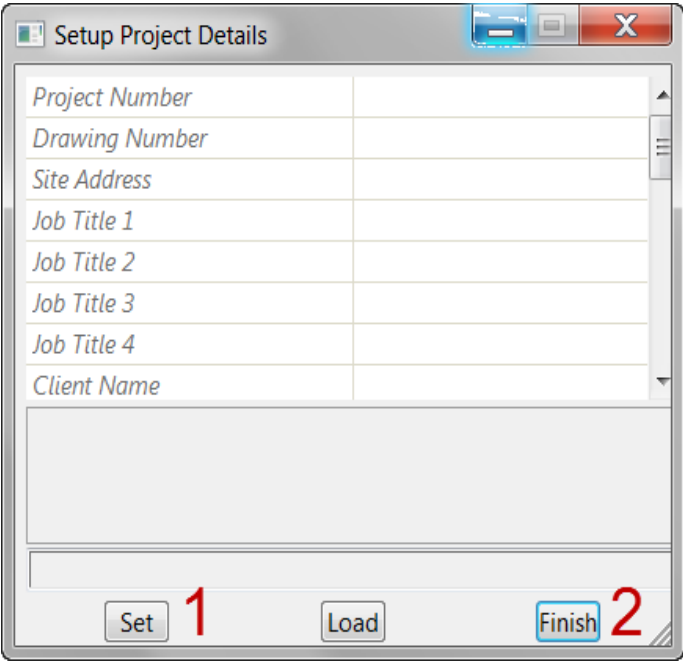 Setup Project Details
Project Number
Drawing Number
Site Address
Job Title 1
Job Title 2
Job Title 3
Job Title 4
Client Name
Set 1 Load Finish 2